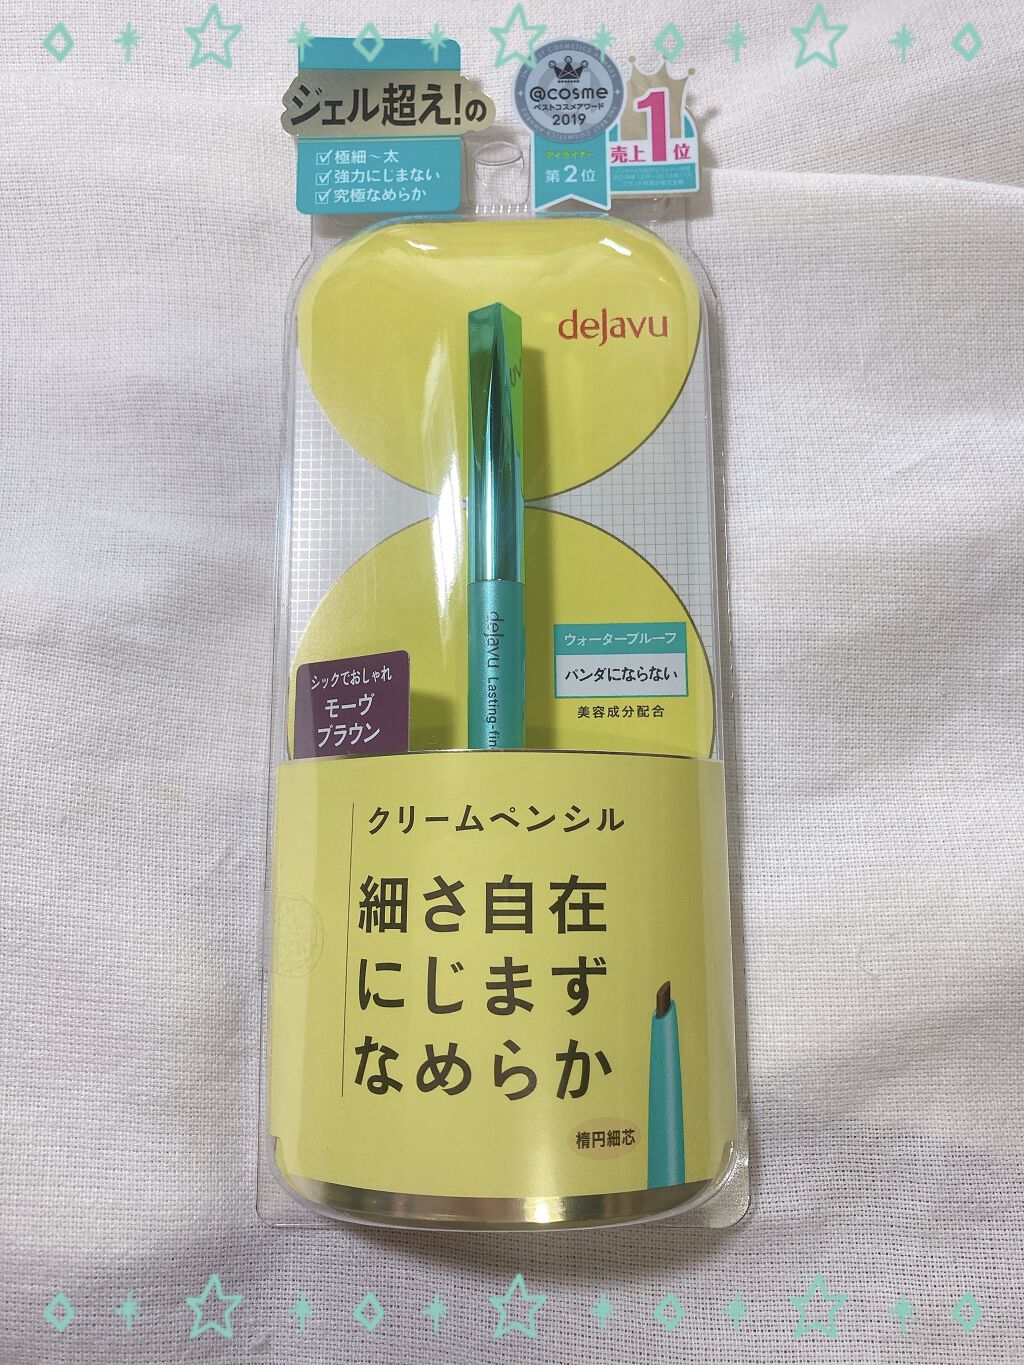 ジェル超え!の
極細～太
強力にじまない
究極なめらか
@cosme
ベストコスメアワード
2019
アイライナー
第2位
売上1位
dejavu
dejavu Lasting-fin
ウォータープルーフ
パンダにならない
美容成分配合
シックでおしゃれ
モーヴ
ブラウン
クリームペンシル
細さ自在
にじまず
なめらか
楕円細芯